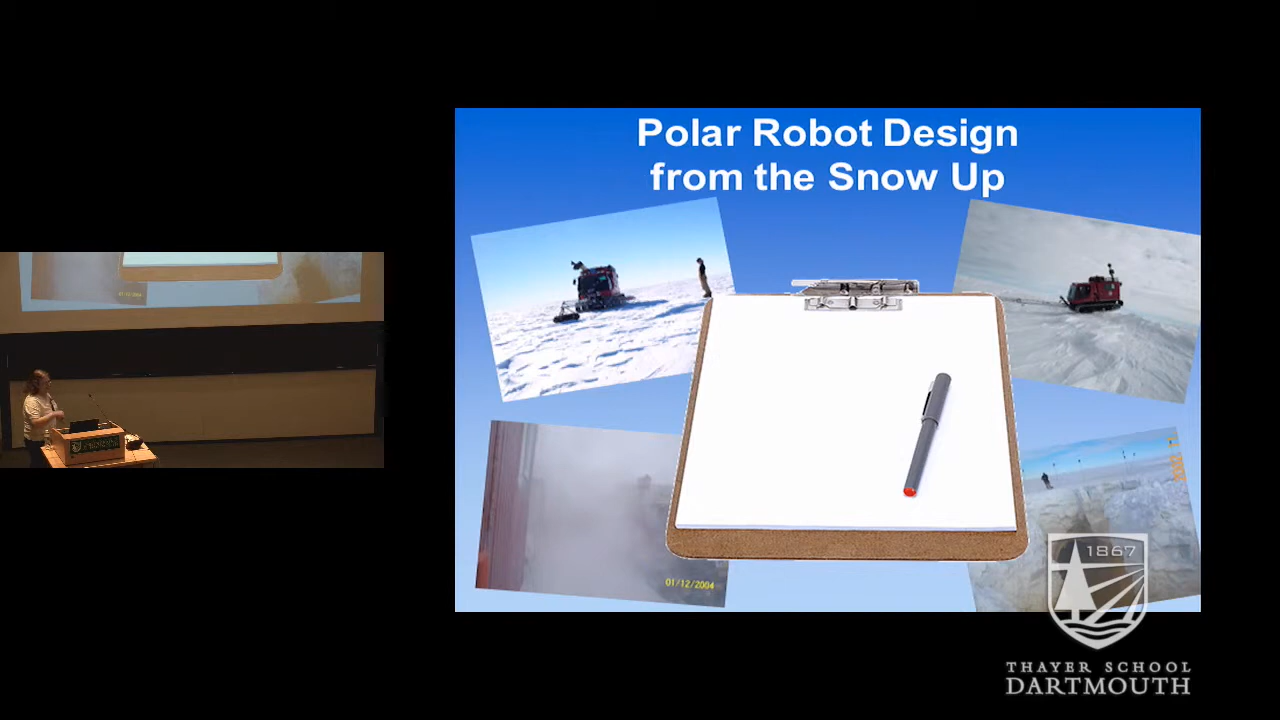 Polar Robot Design
from the Snow Up
01/12/2004
1867
THAYER SCHOOL
DARTMOUTH